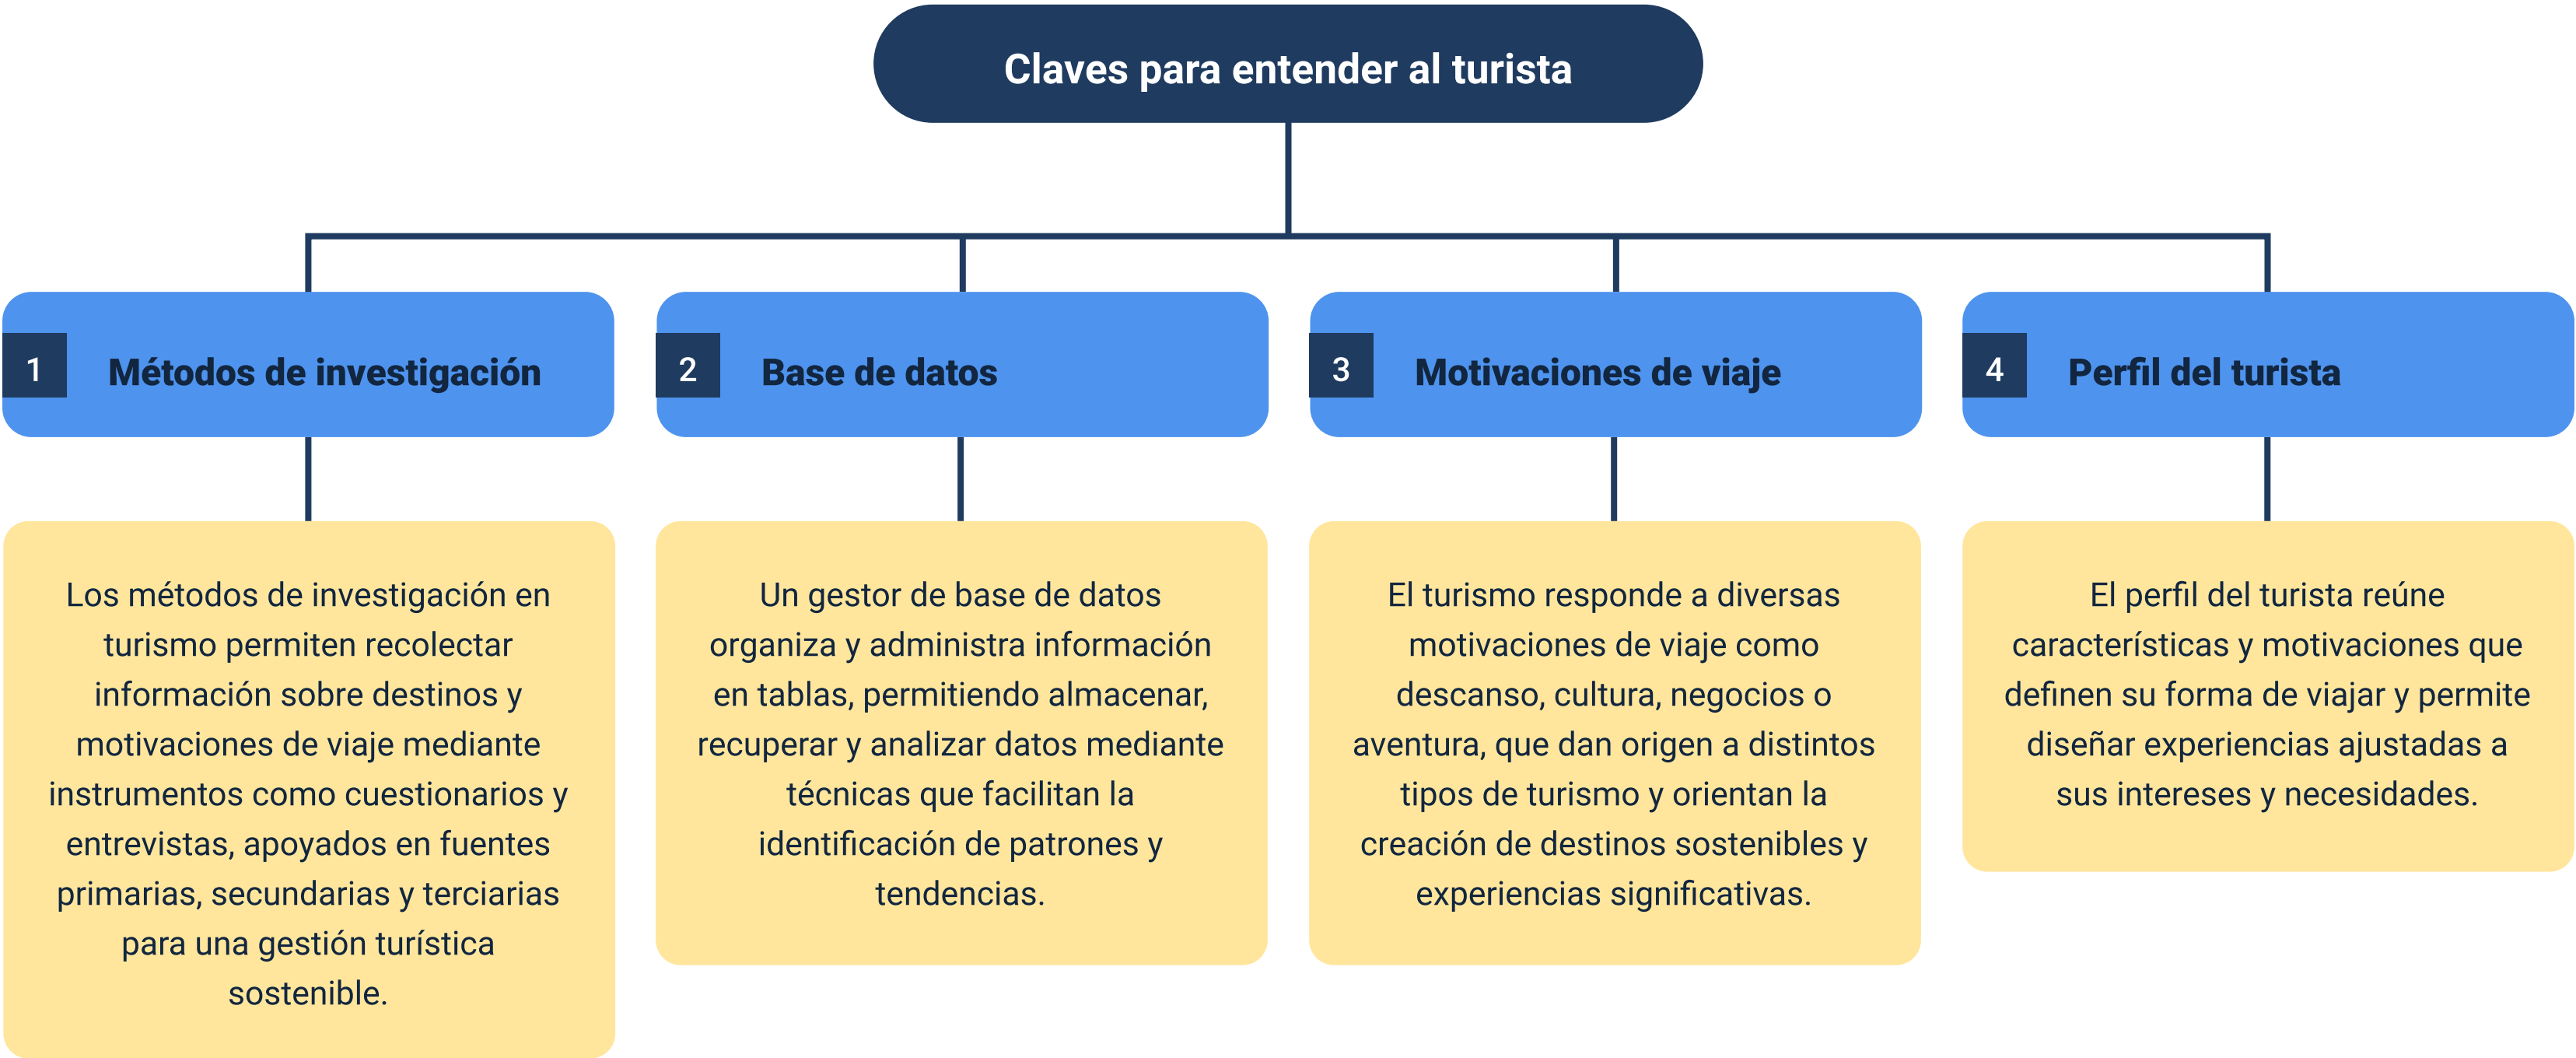 Claves para entender al turista
1
Métodos de investigación
Los métodos de investigación en
turismo permiten recolectar
información sobre destinos y
motivaciones de viaje mediante
instrumentos como cuestionarios y
entrevistas, apoyados en fuentes
primarias, secundarias y terciarias
para una gestión turística
sostenible.
2
Base de datos
Un gestor de base de datos
organiza y administra información
en tablas, permitiendo almacenar,
recuperar y analizar datos mediante
técnicas que facilitan la
identificación de patrones y
tendencias.
3
Motivaciones de viaje
El turismo responde a diversas
motivaciones de viaje como
descanso, cultura, negocios o
aventura, que dan origen a distintos
tipos de turismo y orientan la
creación de destinos sostenibles y
experiencias significativas.
4
Perfil del turista
El perfil del turista reúne
características y motivaciones que
definen su forma de viajar y permite
diseñar experiencias ajustadas a
sus intereses y necesidades.